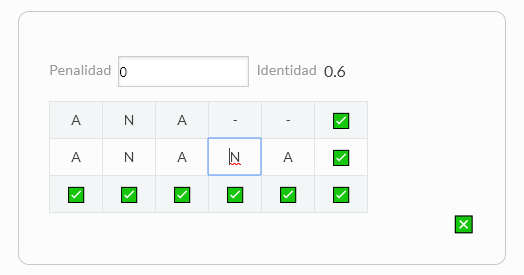 Penalidad 0 Identidad 0.6
A N A - -
A N A N A